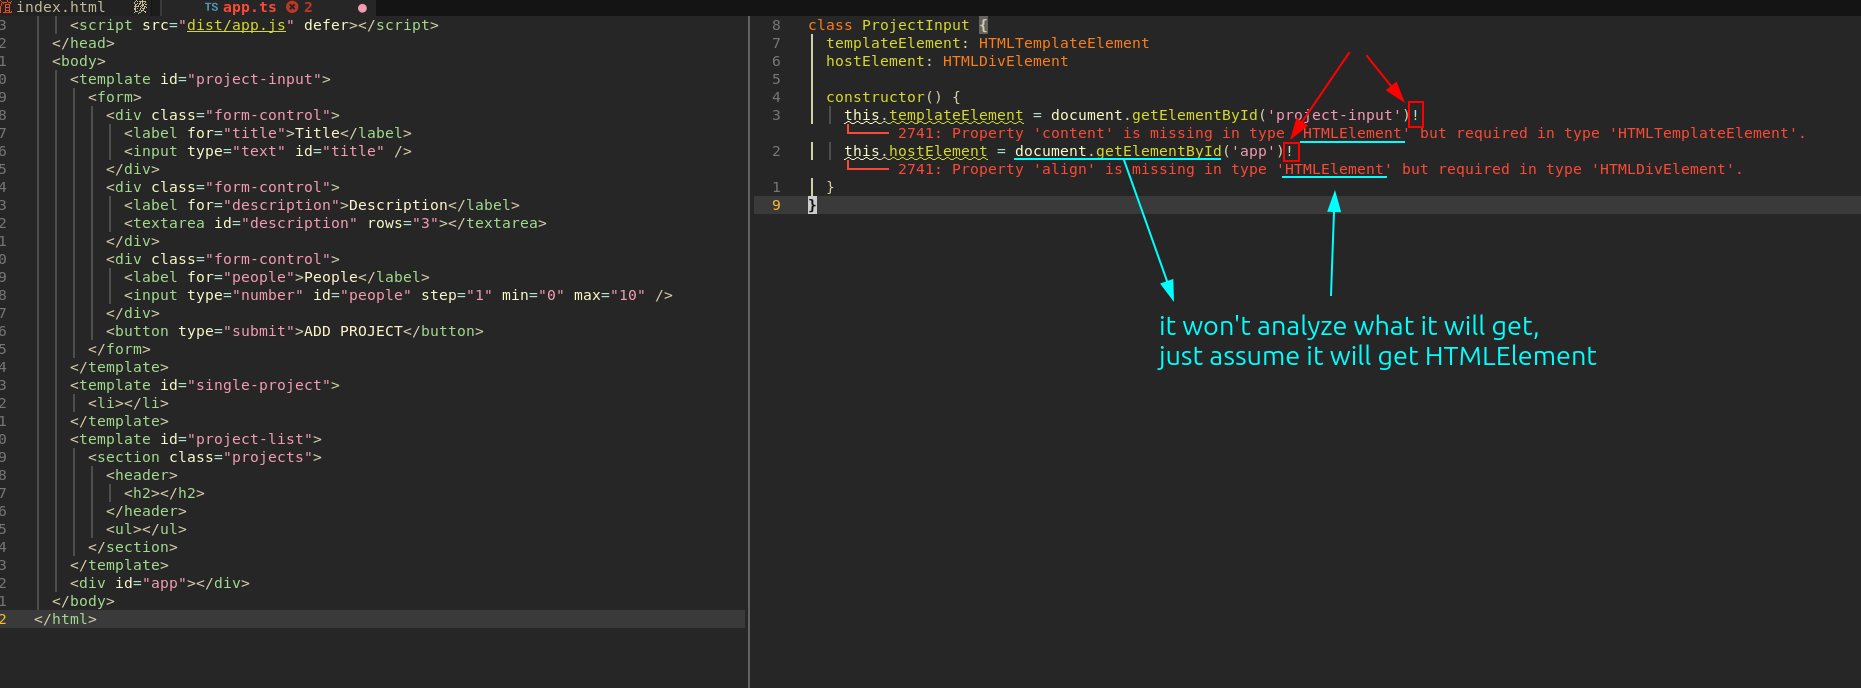 index.html
TS app.ts 2
3 <script src="dist/app.js" defer></script>
2 </head>
1 <body>
0 <template id="project-input">
9 <form>
8 <div class="form-control">
7 <label for="title">Title</label>
6 <input type="text" id="title" />
5 </div>
4 <div class="form-control">
3 <label for="description">Description</label>
2 <textarea id="description" rows="3"></textarea>
1 </div>
0 <div class="form-control">
9 <label for="people">People</label>
8 <input type="number" id="people" step="1" min="0" max="10" />
7 </div>
6 <button type="submit">ADD PROJECT</button>
5 </form>
4 </template>
3 <template id="single-project">
2 <li></li>
1 </template>
0 <template id="project-list">
9 <section class="projects">
8 <header>
7 <h2></h2>
6 </header>
5 <ul></ul>
4 </section>
3 </template>
2 <div id="app"></div>
1 </body>
2 </html>
8 class ProjectInput {
7 templateElement: HTMLTemplateElement
6 hostElement: HTMLDivElement
5
4 constructor() {
3 this.templateElement = document.getElementById('project-input')!
2741: Property 'content' is missing in type 'HTMLElement' but required in type 'HTMLTemplateElement'.
2 this.hostElement = document.getElementById('app')!
2741: Property 'align' is missing in type 'HTMLElement' but required in type 'HTMLDivElement'.
1 }
9 }
it won't analyze what it will get,
just assume it will get HTMLElement